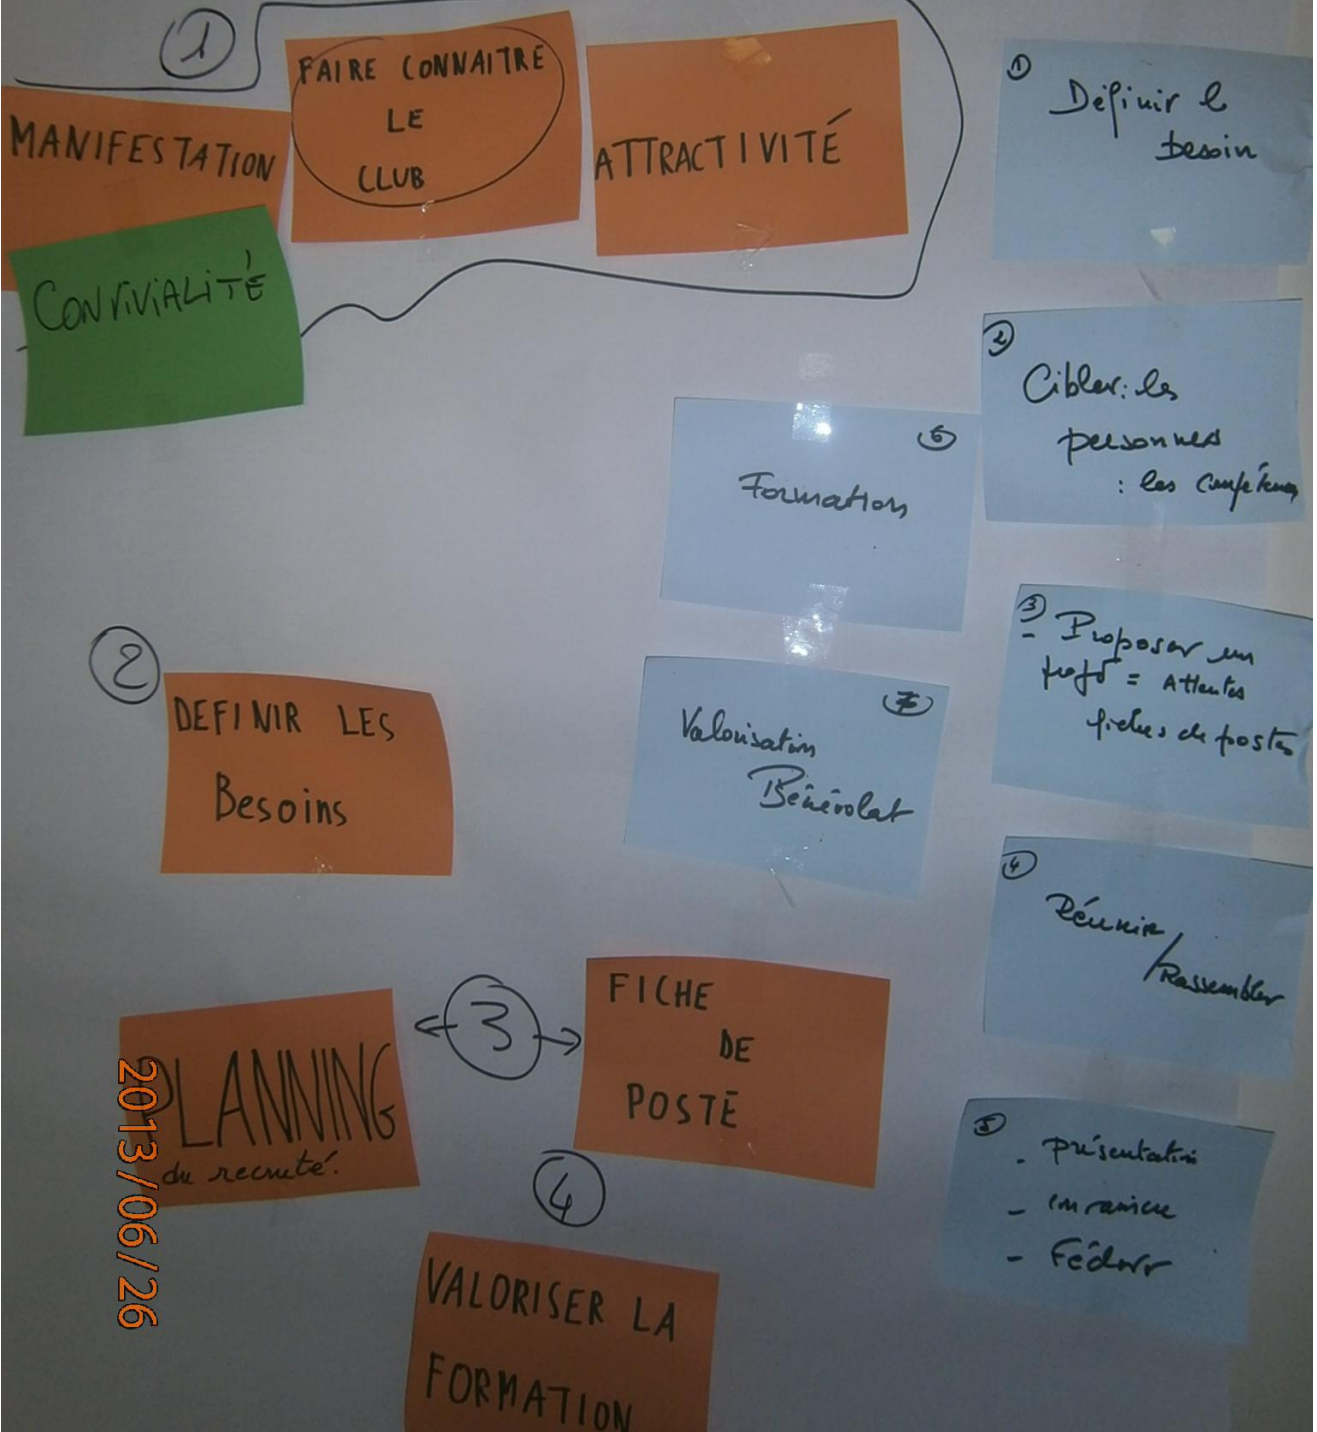 1
FAIRE CONNAITRE
LE
CLUB
MANIFESTATION
ATTRACTIVITÉ
CONVIVIALITÉ
2
DEFINIR LES
Besoins
3
PLANNING
du recruté.
FICHE
DE
POSTE
4
VALORISER LA
FORMATION
1
Définir le
besoin
2
Cibler : les
personnes
: les compétences
3
- Proposer un
= Attentes
fiches de postes
4
Réunir
/ Rassembler
5
- présentation
- convaincre
- Fédérer
6
Formation
7
Valorisation
Bénévolat
2013/06/26